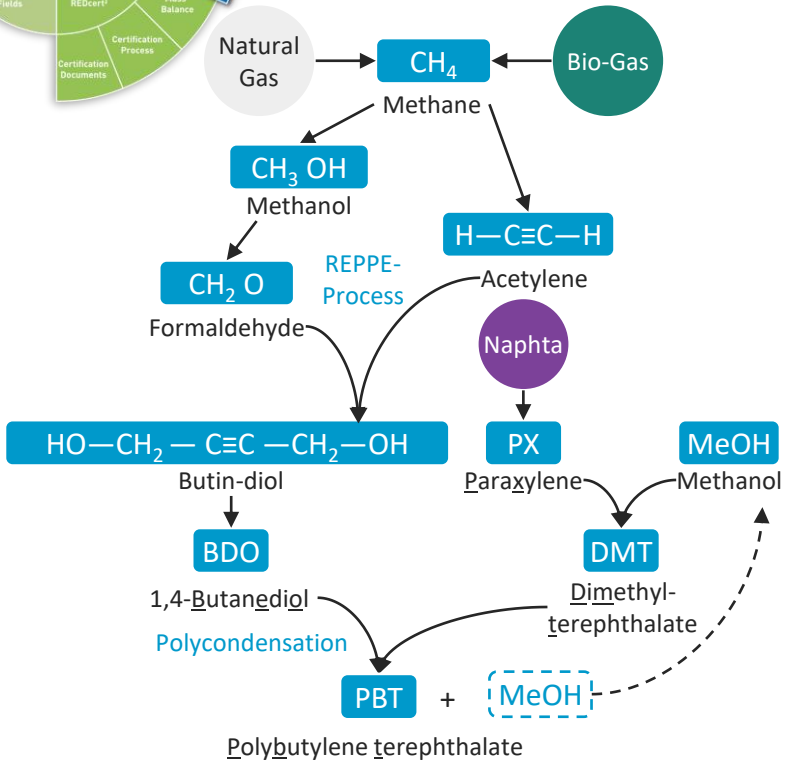 Fields
REDcert²
Balance
Certification
Process
Certification
Documents
Natural
Gas
CH₄
Bio-Gas
Methane
CH₃ OH
Methanol
H—C≡C—H
Acetylene
REPPE-
Process
CH₂ O
Formaldehyde
Naphta
HO—CH₂ — C≡C —CH₂—OH
Butin-diol
PX
Paraxylene
MeOH
Methanol
BDO
1,4-Butanediol
DMT
Dimethyl-
terephthalate
Polycondensation
PBT + MeOH
Polybutylene terephthalate